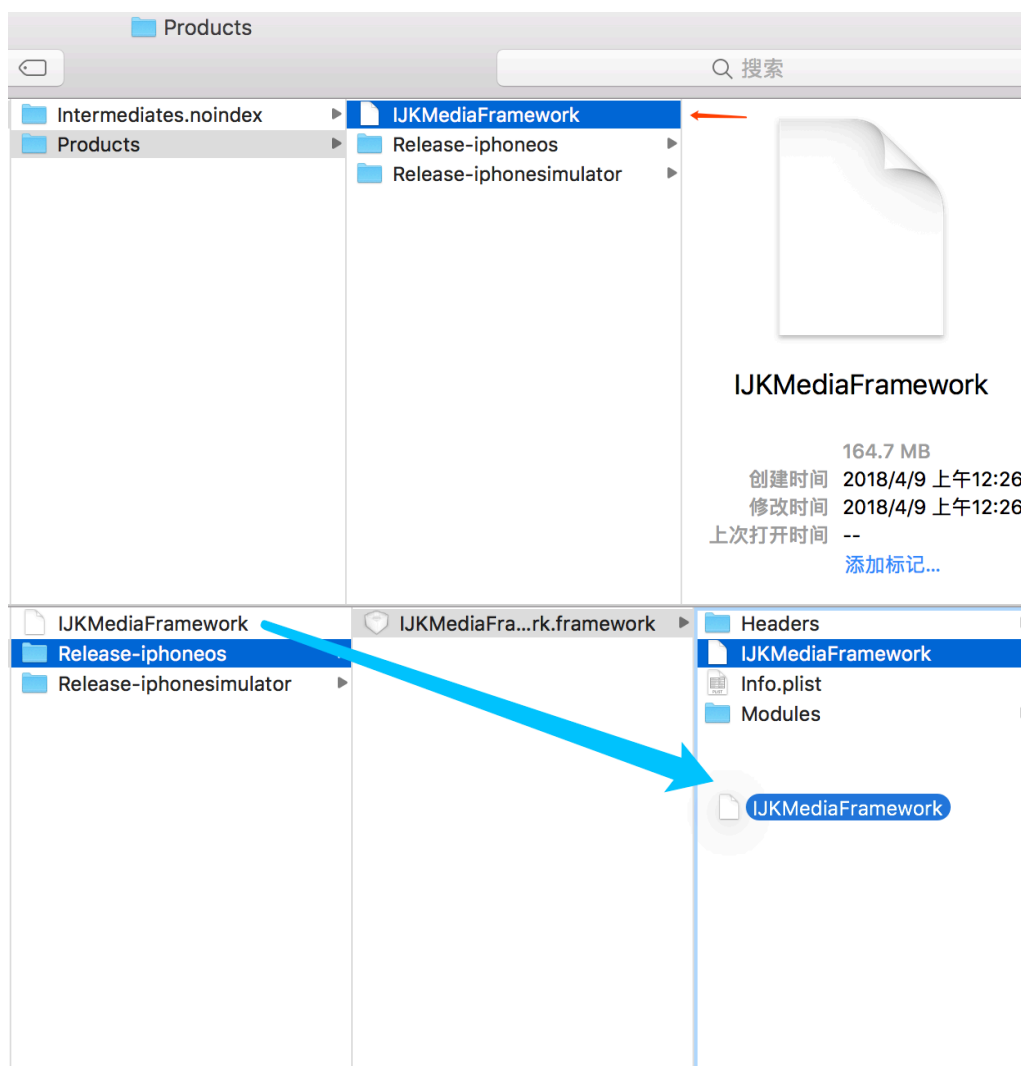 Products
搜索
Intermediates.noindex
Products
IJKMediaFramework
Release-iphoneos
Release-iphonesimulator
IJKMediaFramework
164.7 MB
创建时间 2018/4/9 上午12:26
修改时间 2018/4/9 上午12:26
上次打开时间 --
添加标记...
IJKMediaFramework
Release-iphoneos
Release-iphonesimulator
IJKMediaFra...rk.framework
Headers
IJKMediaFramework
Info.plist
Modules
IJKMediaFramework